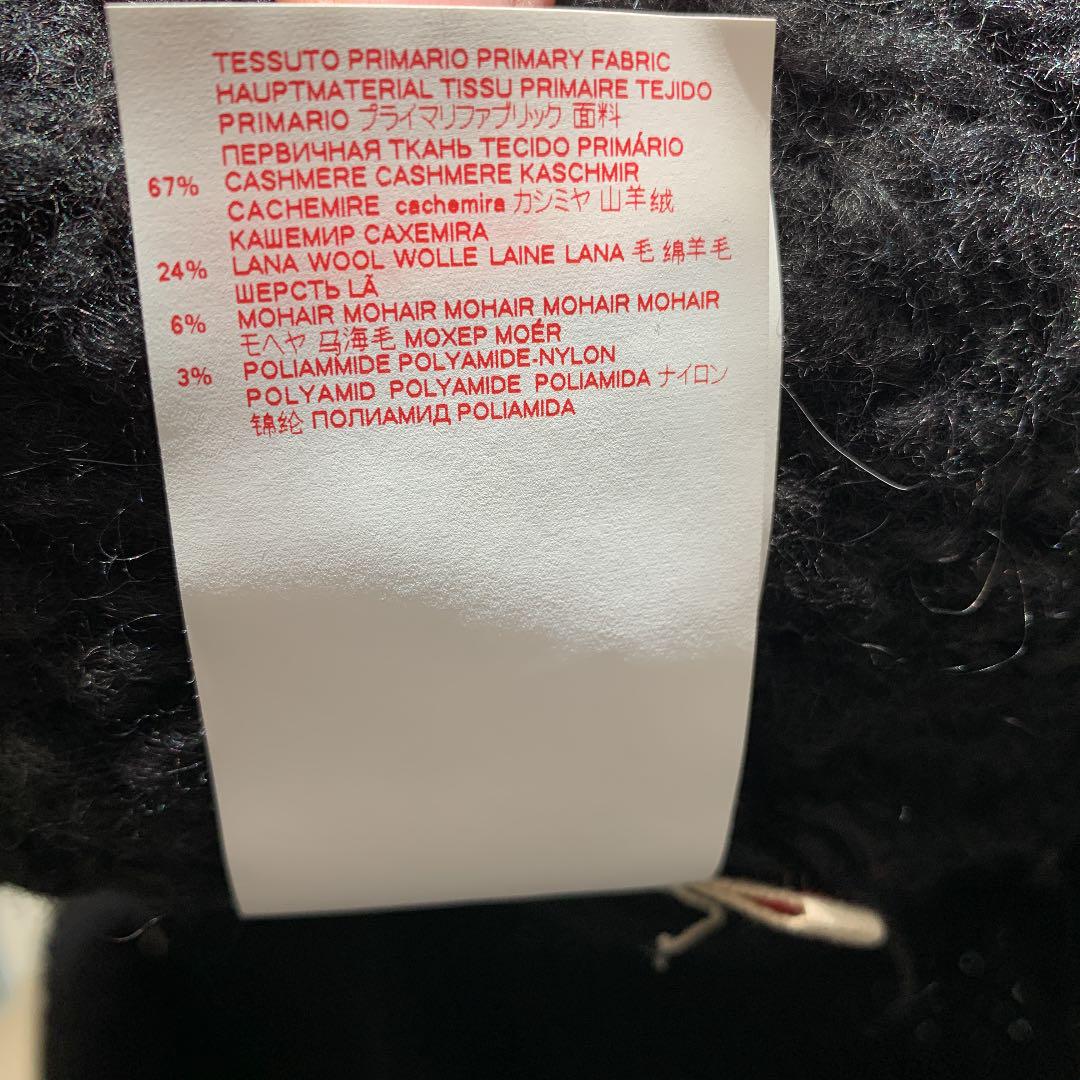 TESSUTO PRIMARIO PRIMARY FABRIC
HAUPTMATERIAL TISSU PRIMAIRE TEJIDO
PRIMARIO プライマリファブリック 面料
ПЕРВИЧНАЯ ТКАНЬ TECIDO PRIMÁRIO
67% CASHMERE CASHMERE KASCHMIR
CACHEMIRE cachemira カシミヤ 山羊绒
КАШЕМИР CAXEMIRA
24% LANA WOOL WOLLE LAINE LANA 毛 绵羊毛
ШЕРСТЬ LÃ
6% MOHAIR MOHAIR MOHAIR MOHAIR MOHAIR
モヘヤ 马海毛 МОХЕР MOÉR
3% POLIAMMIDE POLYAMIDE-NYLON
POLYAMID POLYAMIDE POLIAMIDA ナイロン
锦纶 ПОЛИАМИД POLIAMIDA